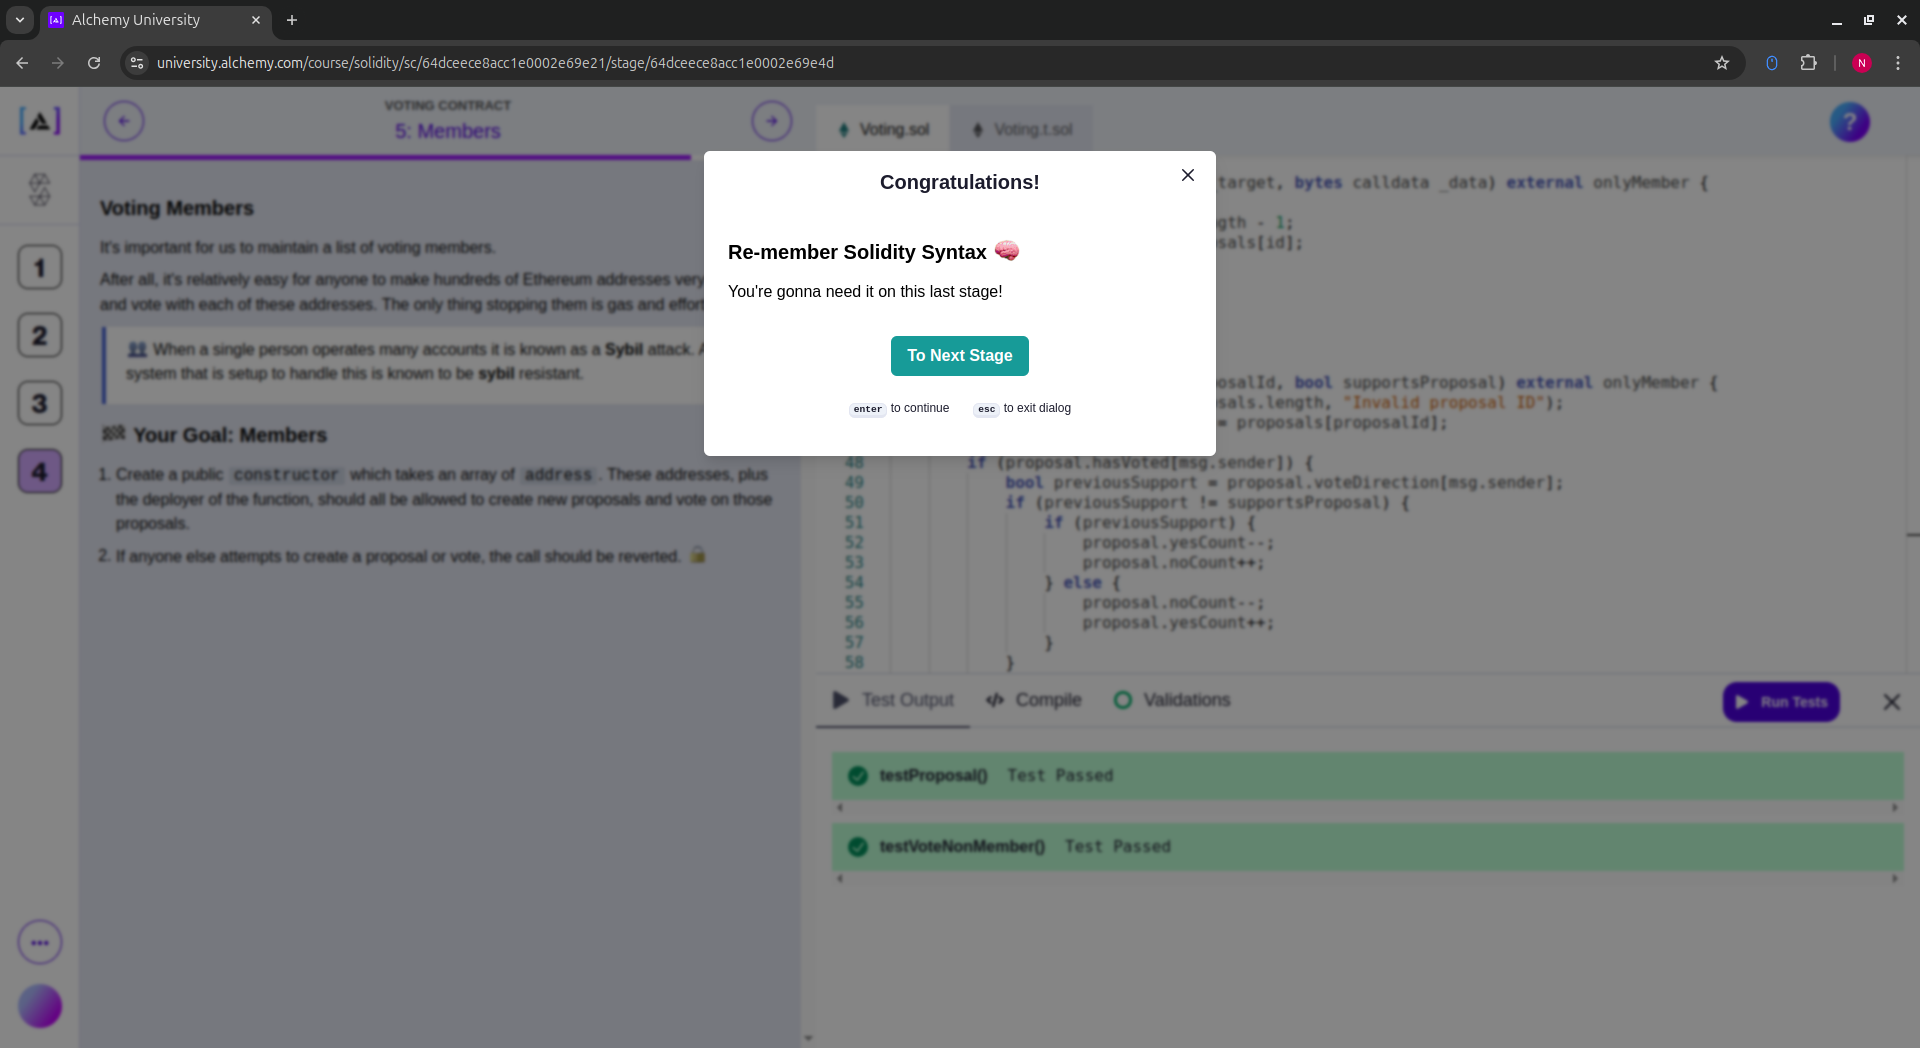 Alchemy University
university.alchemy.com/course/solidity/sc/64dceece8acc1e0002e69e21/stage/64dceece8acc1e0002e69e4d
N
VOTING CONTRACT
5: Members
Voting.sol
Voting.t.sol
?
1
2
3
4
Voting Members
It's important for us to maintain a list of voting members.
After all, it's relatively easy for anyone to make hundreds of Ethereum addresses very
and vote with each of these addresses. The only thing stopping them is gas and effort
When a single person operates many accounts it is known as a Sybil attack. A
system that is setup to handle this is known to be sybil resistant.
Your Goal: Members
1. Create a public constructor which takes an array of address. These addresses, plus
the deployer of the function, should all be allowed to create new proposals and vote on those
proposals.
2. If anyone else attempts to create a proposal or vote, the call should be reverted. 🔒
Congratulations!
Re-member Solidity Syntax 🧠
You're gonna need it on this last stage!
To Next Stage
enter to continue
esc to exit dialog
_target, bytes calldata _data) external onlyMember {
gth - 1;
sals[id];
posalId, bool supportsProposal) external onlyMember {
sals.length, "Invalid proposal ID");
= proposals[proposalId];
48 if (proposal.hasVoted[msg.sender]) {
49 bool previousSupport = proposal.voteDirection[msg.sender];
50 if (previousSupport != supportsProposal) {
51 if (previousSupport) {
52 proposal.yesCount--;
53 proposal.noCount++;
54 } else {
55 proposal.noCount--;
56 proposal.yesCount++;
57 }
58 }
Test Output
Compile
Validations
Run Tests
testProposal() Test Passed
testVoteNonMember() Test Passed